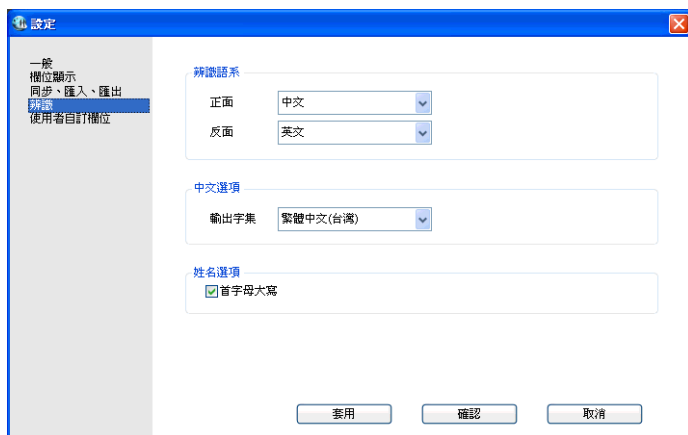 設定
一般
欄位顯示
同步、匯入、匯出
辨識
使用者自訂欄位
辨識語系
正面 中文
反面 英文
中文選項
輸出字集 繁體中文(台灣)
姓名選項
首字母大寫
套用 確認 取消